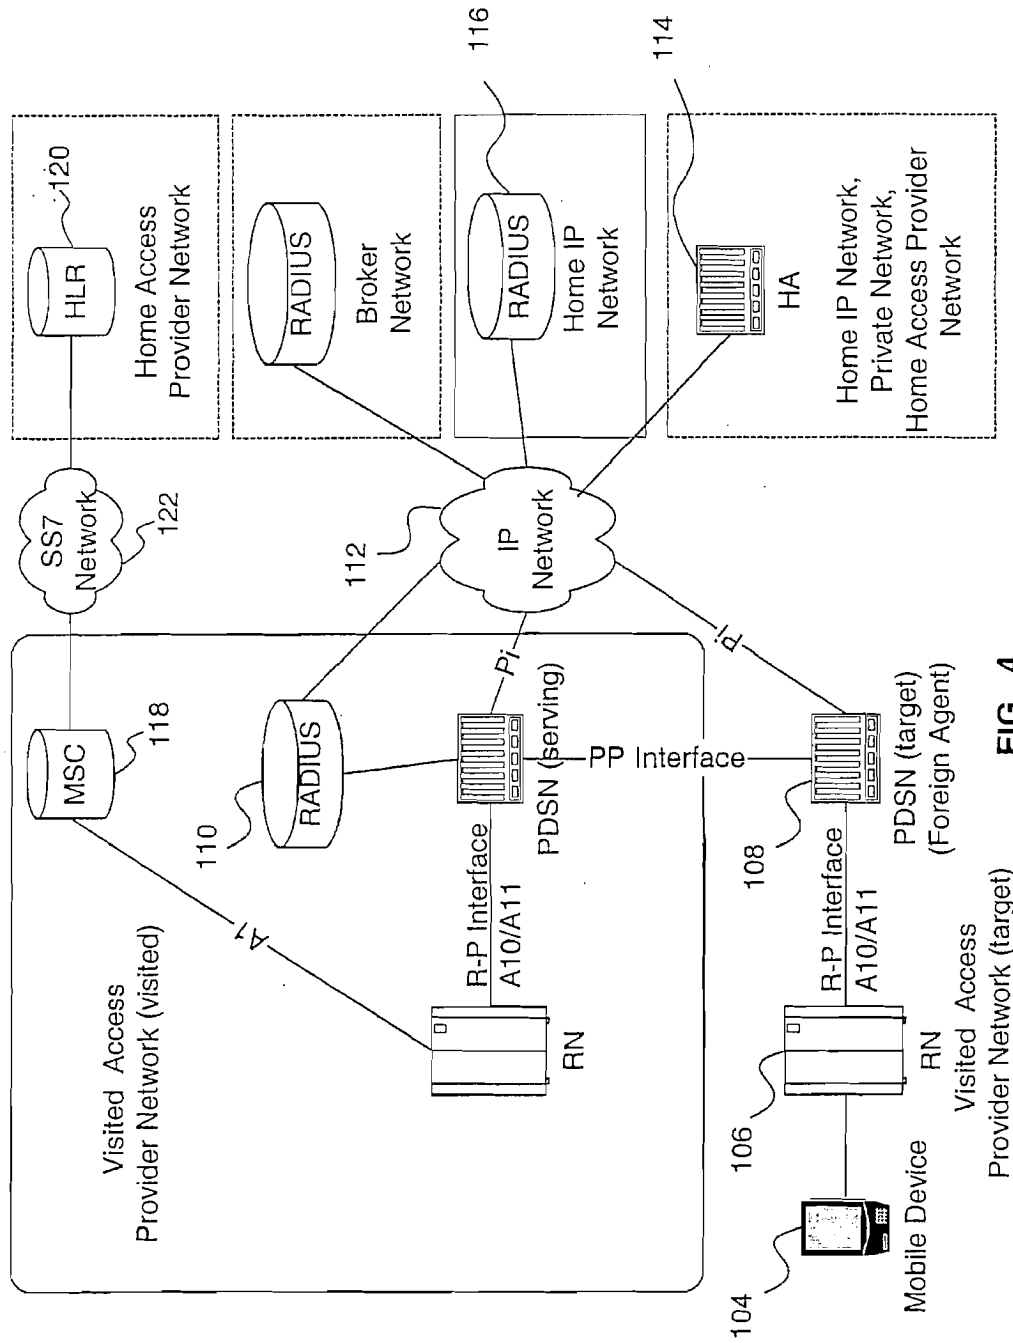 Visited Access
Provider Network (visited)
MSC
118
SS7
Network
122
HLR
120
Home Access
Provider Network
A1
110
RADIUS
112
RADIUS
Broker
Network
RN
R-P Interface
A10/A11
PDSN (serving)
Pi
IP
Network
RADIUS
116
Home IP
Network
PP Interface
Pi
HA
114
Home IP Network,
Private Network,
Home Access Provider
Network
104
Mobile Device
106
RN
R-P Interface
A10/A11
108
PDSN (target)
(Foreign Agent)
Visited Access
Provider Network (target)
FIG. 4